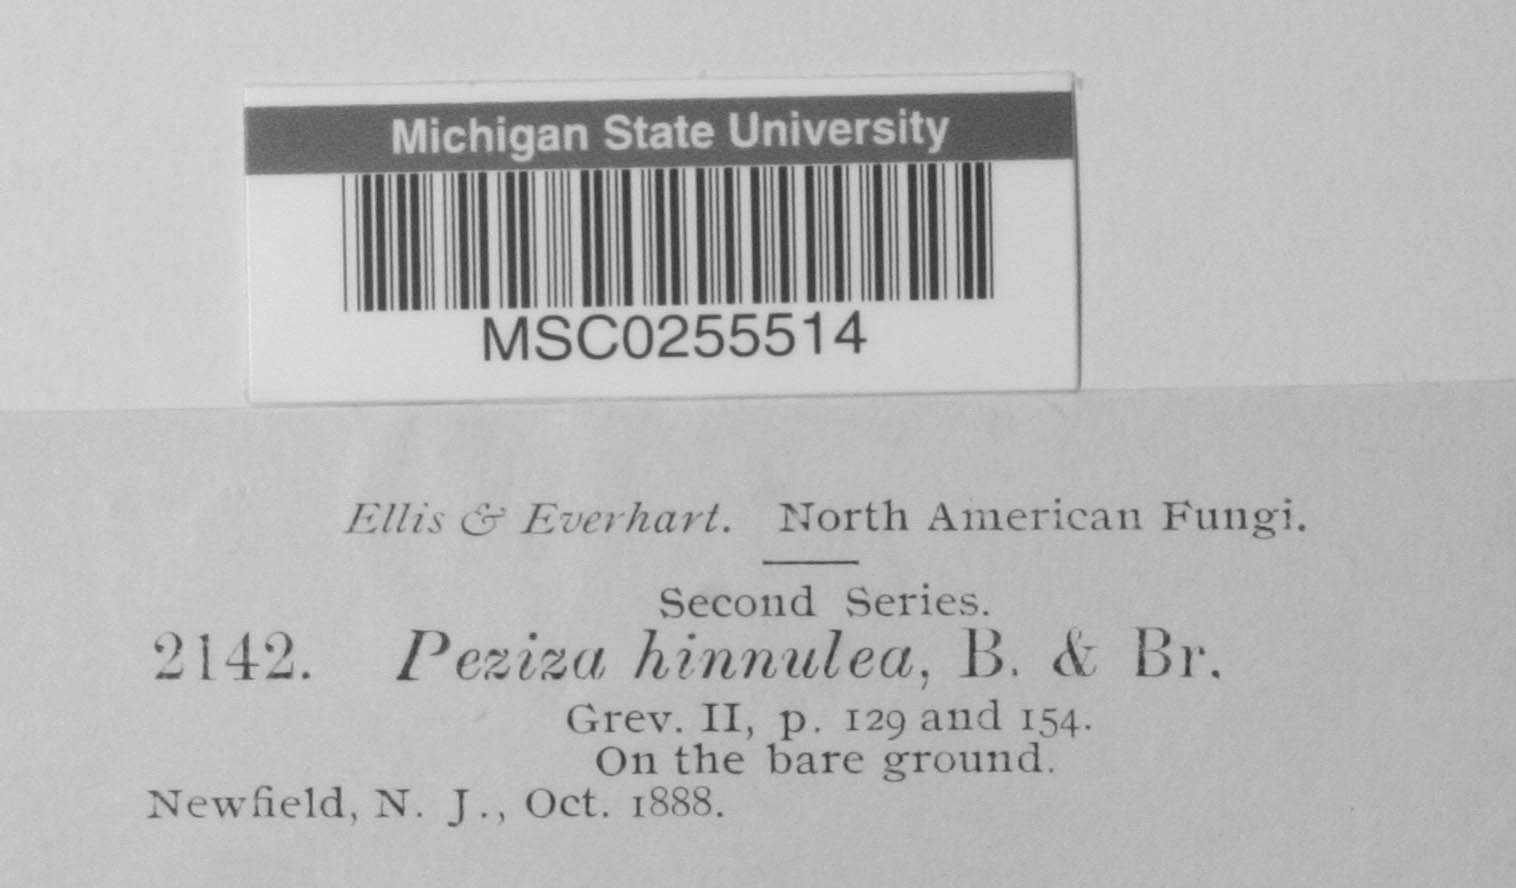 Michigan State University
MSC0255514
Ellis & Everhart. North American Fungi.
Second Series.
2142. Peziza hinnulea, B. & Br.
Grev. II, p. 129 and 154.
On the bare ground.
Newfield, N. J., Oct. 1888.